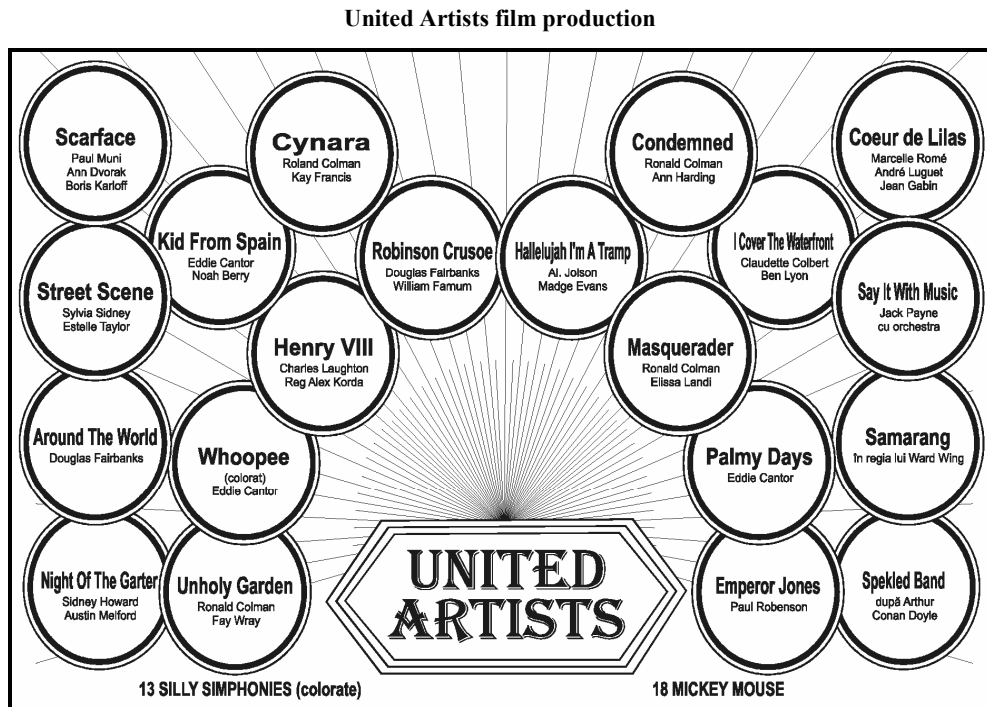 United Artists film production
Scarface
Paul Muni
Ann Dvorak
Boris Karloff
Cynara
Roland Colman
Kay Francis
Condemned
Ronald Colman
Ann Harding
Coeur de Lilas
Marcelle Romé
André Luguet
Jean Gabin
Kid From Spain
Eddie Cantor
Noah Berry
Robinson Crusoe
Douglas Fairbanks
William Farnum
Hallelujah I'm A Tramp
Al. Jolson
Madge Evans
I Cover The Waterfront
Claudette Colbert
Ben Lyon
Street Scene
Sylvia Sidney
Estelle Taylor
Say It With Music
Jack Payne
cu orchestra
Henry VIII
Charles Laughton
Reg Alex Korda
Masquerader
Ronald Colman
Elissa Landi
Around The World
Douglas Fairbanks
Whoopee
(colorat)
Eddie Cantor
Palmy Days
Eddie Cantor
Samarang
în regia lui Ward Wing
Night Of The Garter
Sidney Howard
Austin Melford
Unholy Garden
Ronald Colman
Fay Wray
UNITED
ARTISTS
Emperor Jones
Paul Robenson
Spekled Band
după Arthur
Conan Doyle
13 SILLY SIMPHONIES (colorate)
18 MICKEY MOUSE